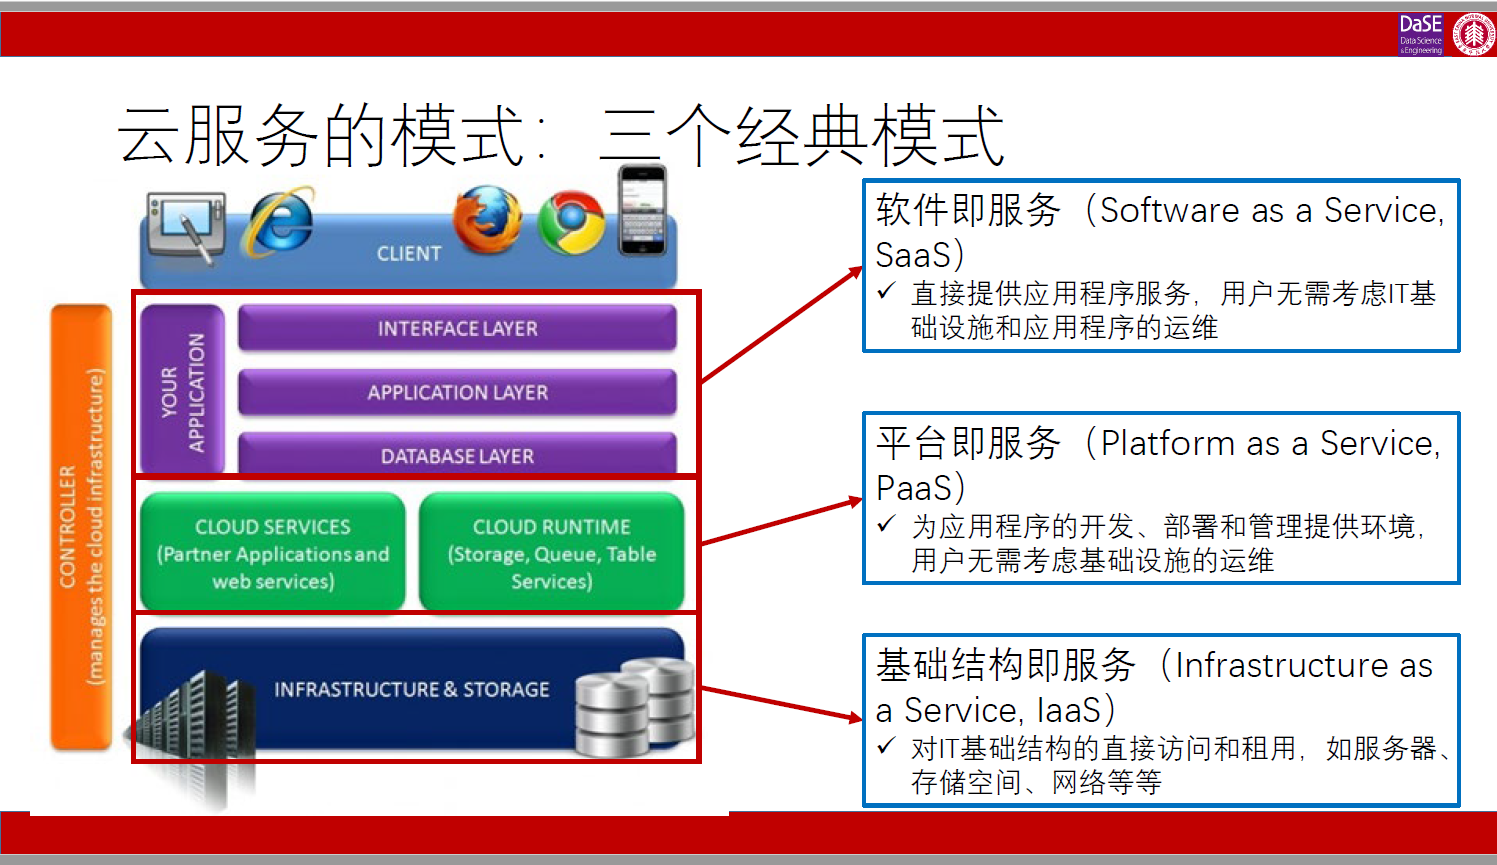 DaSE
Data Science
& Engineering
云服务的模式：三个经典模式
CLIENT
CONTROLLER
(manages the cloud infrastructure)
YOUR
APPLICATION
INTERFACE LAYER
APPLICATION LAYER
DATABASE LAYER
CLOUD SERVICES
(Partner Applications and
web services)
CLOUD RUNTIME
(Storage, Queue, Table
Services)
INFRASTRUCTURE & STORAGE
软件即服务（Software as a Service,
SaaS）
✓ 直接提供应用程序服务，用户无需考虑IT基
础设施和应用程序的运维
平台即服务（Platform as a Service,
PaaS）
✓ 为应用程序的开发、部署和管理提供环境，
用户无需考虑基础设施的运维
基础结构即服务（Infrastructure as
a Service, IaaS）
✓ 对IT基础结构的直接访问和租用，如服务器、
存储空间、网络等等